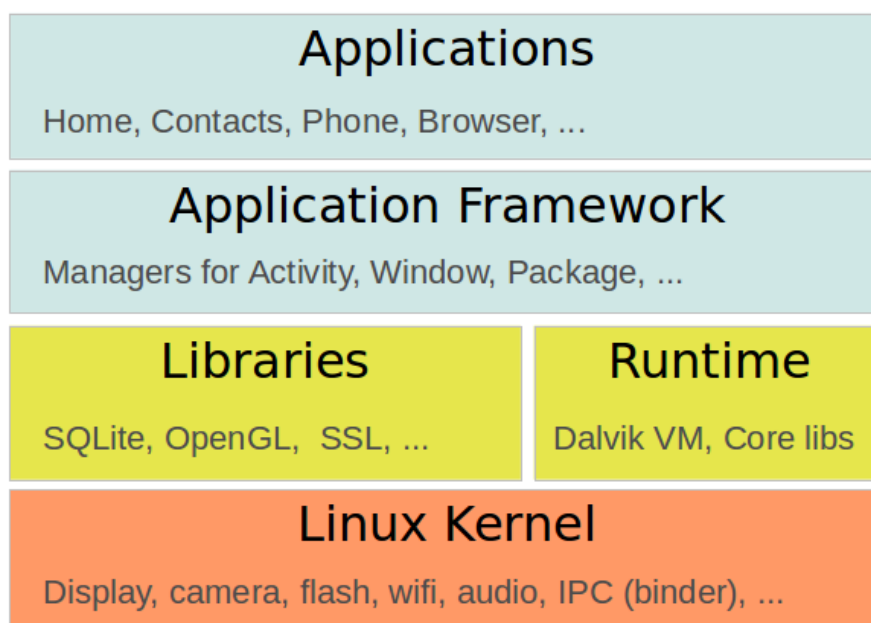 Applications
Home, Contacts, Phone, Browser, ...
Application Framework
Managers for Activity, Window, Package, ...
Libraries
SQLite, OpenGL,  SSL, ...
Runtime
Dalvik VM, Core libs
Linux Kernel
Display, camera, flash, wifi, audio, IPC (binder), ...